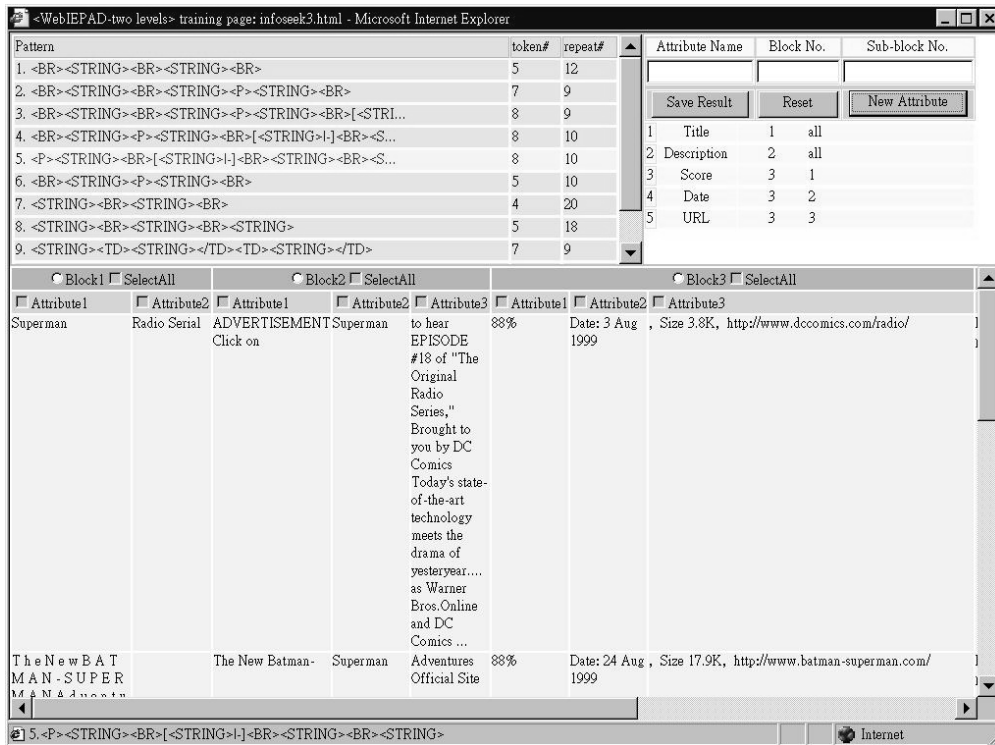 <WebIEPAD-two levels> training page: infoseek3.html - Microsoft Internet Explorer
Pattern token# repeat#
1. <BR><STRING><BR><STRING><BR> 5 12
2. <BR><STRING><BR><STRING><P><STRING><BR> 7 9
3. <BR><STRING><BR><STRING><P><STRING><BR>[<STRI... 8 9
4. <BR><STRING><P><STRING><BR>[<STRING>|-]<BR><S... 8 10
5. <P><STRING><BR>[<STRING>|-]<BR><STRING><BR><S... 8 10
6. <BR><STRING><P><STRING><BR> 5 10
7. <STRING><BR><STRING><BR> 4 20
8. <STRING><BR><STRING><BR><STRING> 5 18
9. <STRING><TD><STRING></TD><TD><STRING></TD> 7 9
Attribute Name Block No. Sub-block No.
Save Result Reset New Attribute
1 Title 1 all
2 Description 2 all
3 Score 3 1
4 Date 3 2
5 URL 3 3
Block1 SelectAll Block2 SelectAll Block3 SelectAll
Attribute1 Attribute2 Attribute1 Attribute2 Attribute3 Attribute1 Attribute2 Attribute3
Superman Radio Serial ADVERTISEMENT Superman to hear 88% Date: 3 Aug , Size 3.8K, http://www.dccomics.com/radio/
Click on EPISODE 1999
#18 of "The
Original
Radio
Series,"
Brought to
you by DC
Comics
Today's state-
of-the-art
technology
meets the
drama of
yesteryear....
as Warner
Bros.Online
and DC
Comics ...
T h e N e w B A T The New Batman- Superman Adventures 88% Date: 24 Aug , Size 17.9K, http://www.batman-superman.com/
M A N - S U P E R Official Site 1999
M A N A d v e n t u
5.<P><STRING><BR>[<STRING>|-]<BR><STRING><BR><STRING> Internet